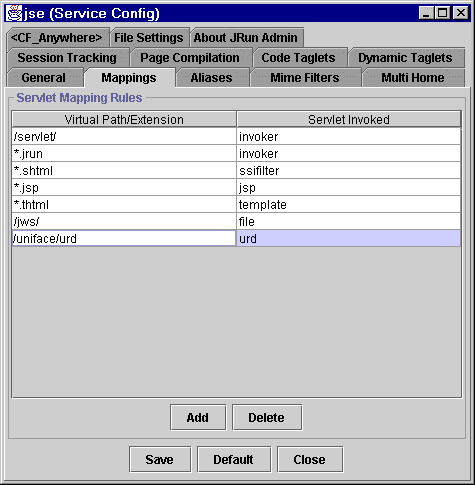 jse (Service Config)
<CF_Anywhere> File Settings About JRun Admin
Session Tracking Page Compilation Code Taglets Dynamic Taglets
General Mappings Aliases Mime Filters Multi Home
Servlet Mapping Rules
Virtual Path/Extension Servlet Invoked
/servlet/ invoker
*.jrun invoker
*.shtml ssifilter
*.jsp jsp
*.thtml template
/jws/ file
/uniface/urd urd
Add Delete
Save Default Close